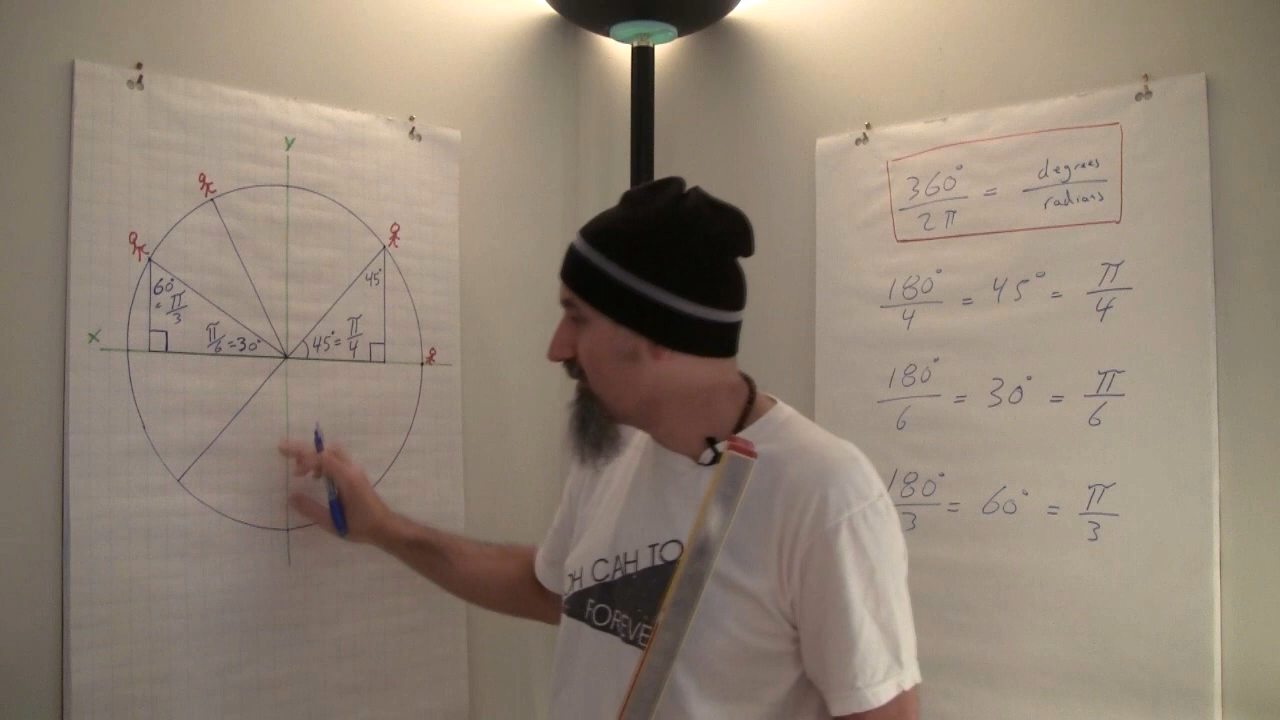 Y
X
60°
= π/3
π/6 = 30°
45°
45° = π/4
360°/2π = degrees/radians
180°/4 = 45° = π/4
180°/6 = 30° = π/6
180°/3 = 60° = π/3
CAH TO